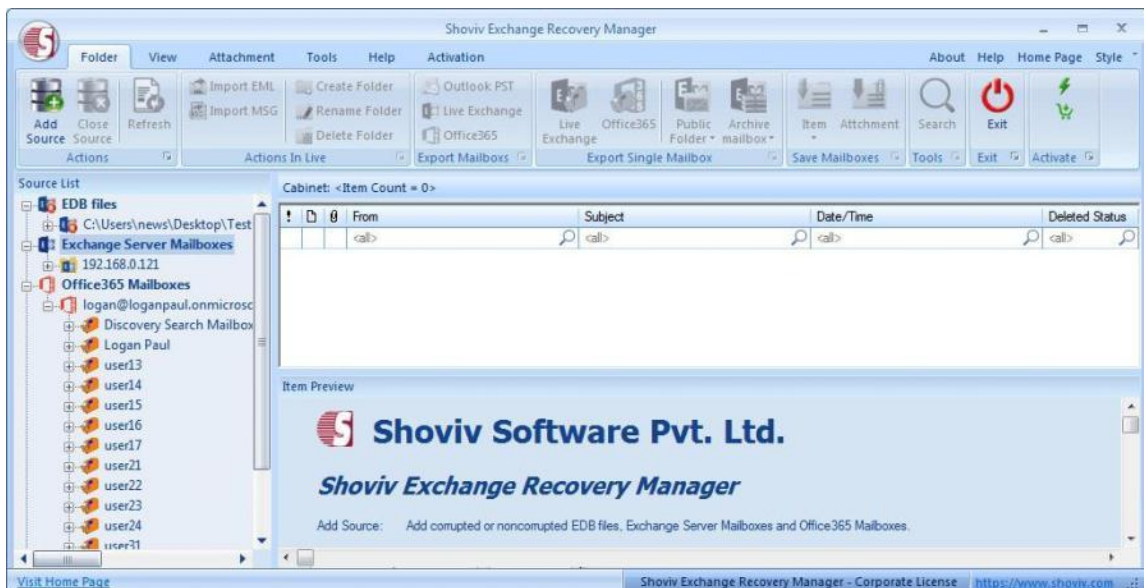 Shoviv Exchange Recovery Manager
Folder View Attachment Tools Help Activation About Help Home Page Style
Add Source
Close Source
Refresh
Actions
Import EML
Import MSG
Create Folder
Rename Folder
Delete Folder
Actions In Live
Outlook PST
Live Exchange
Office365
Export Mailboxs
Live Exchange
Office365
Public Folder
Archive mailbox
Export Single Mailbox
Item
Attchment
Save Mailboxes
Search
Tools
Exit
Exit
Activate
Source List
EDB files
C:\Users\news\Desktop\Test
Exchange Server Mailboxes
192.168.0.121
Office365 Mailboxes
logan@loganpaul.onmicrosc
Discovery Search Mailbox
Logan Paul
user13
user14
user15
user16
user17
user21
user22
user23
user24
user31
Cabinet: <Item Count = 0>
From Subject Date/Time Deleted Status
<all> <all> <all> <all>
Item Preview
Shoviv Software Pvt. Ltd.
Shoviv Exchange Recovery Manager
Add Source: Add corrupted or noncorrupted EDB files, Exchange Server Mailboxes and Office365 Mailboxes.
Visit Home Page
Shoviv Exchange Recovery Manager - Corporate License https://www.shoviv.com